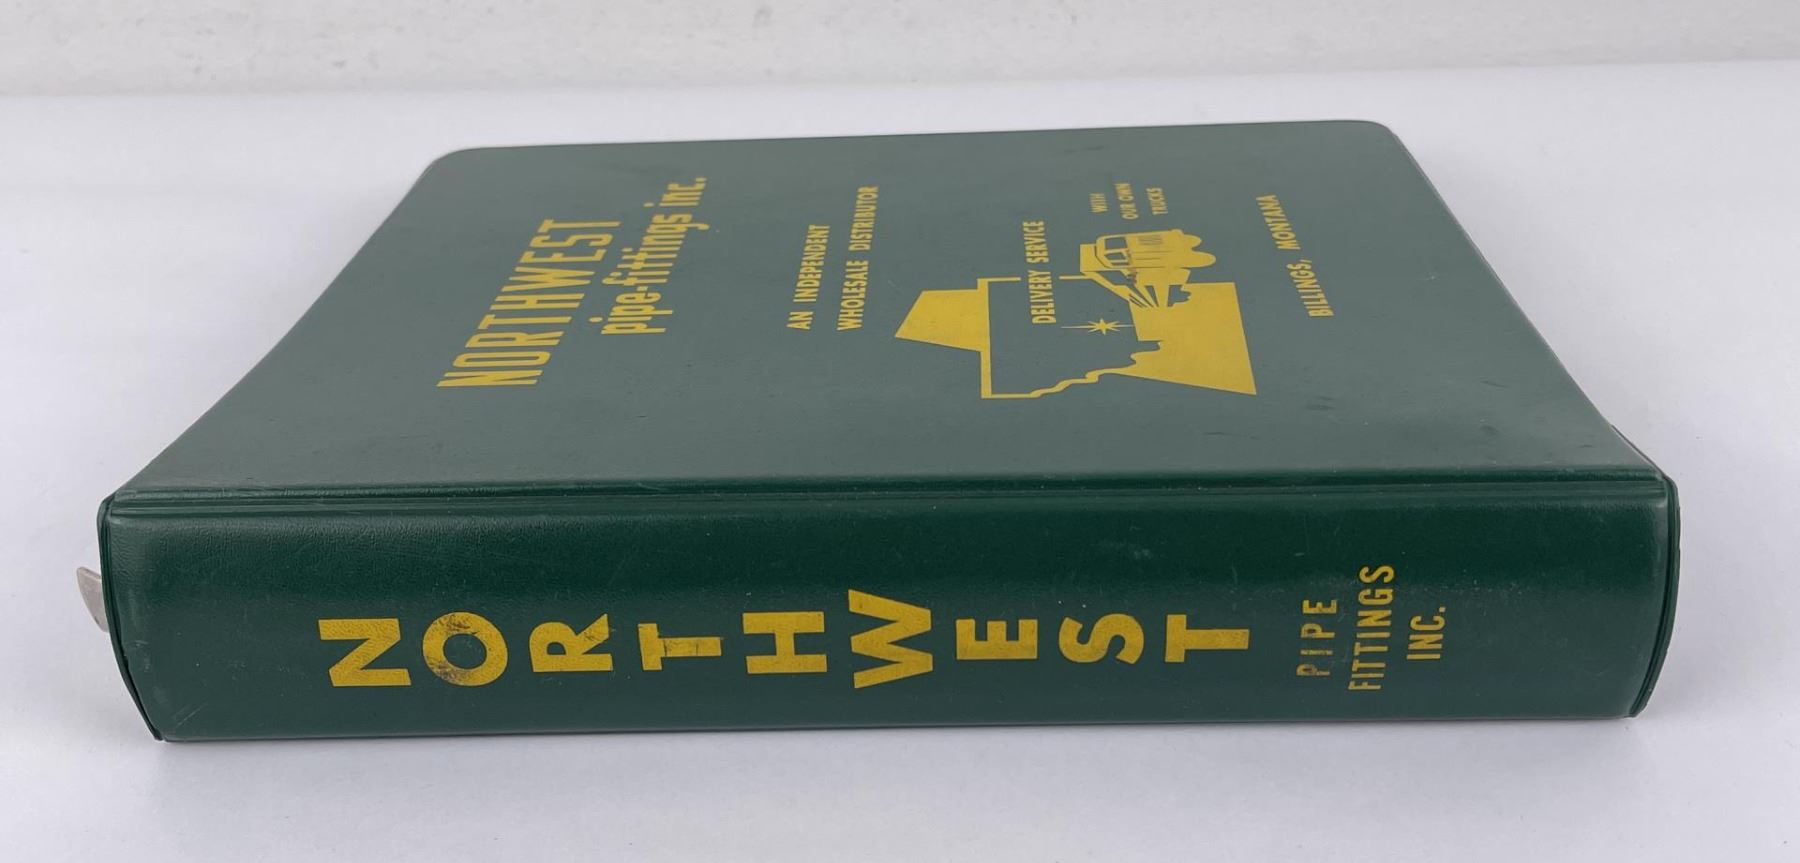 NORTHWEST
pipe-fittings inc.
AN INDEPENDENT
WHOLESALE DISTRIBUTOR
DELIVERY SERVICE
WITH
OUR OWN
TRUCKS
BILLINGS, MONTANA
NORTHWEST
PIPE
FITTINGS
INC.